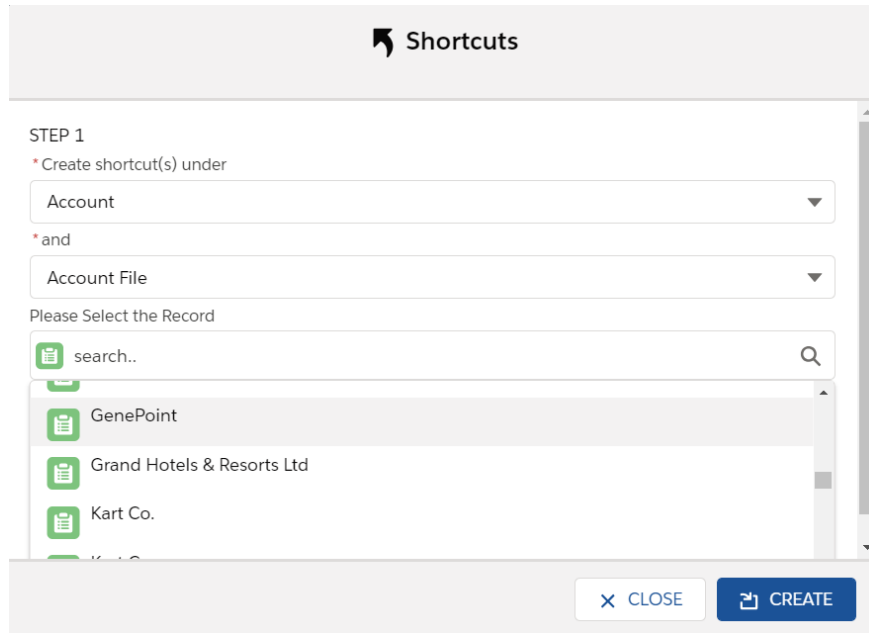 Shortcuts
STEP 1
*Create shortcut(s) under
Account
*and
Account File
Please Select the Record
search..
GenePoint
Grand Hotels & Resorts Ltd
Kart Co.
CLOSE
CREATE